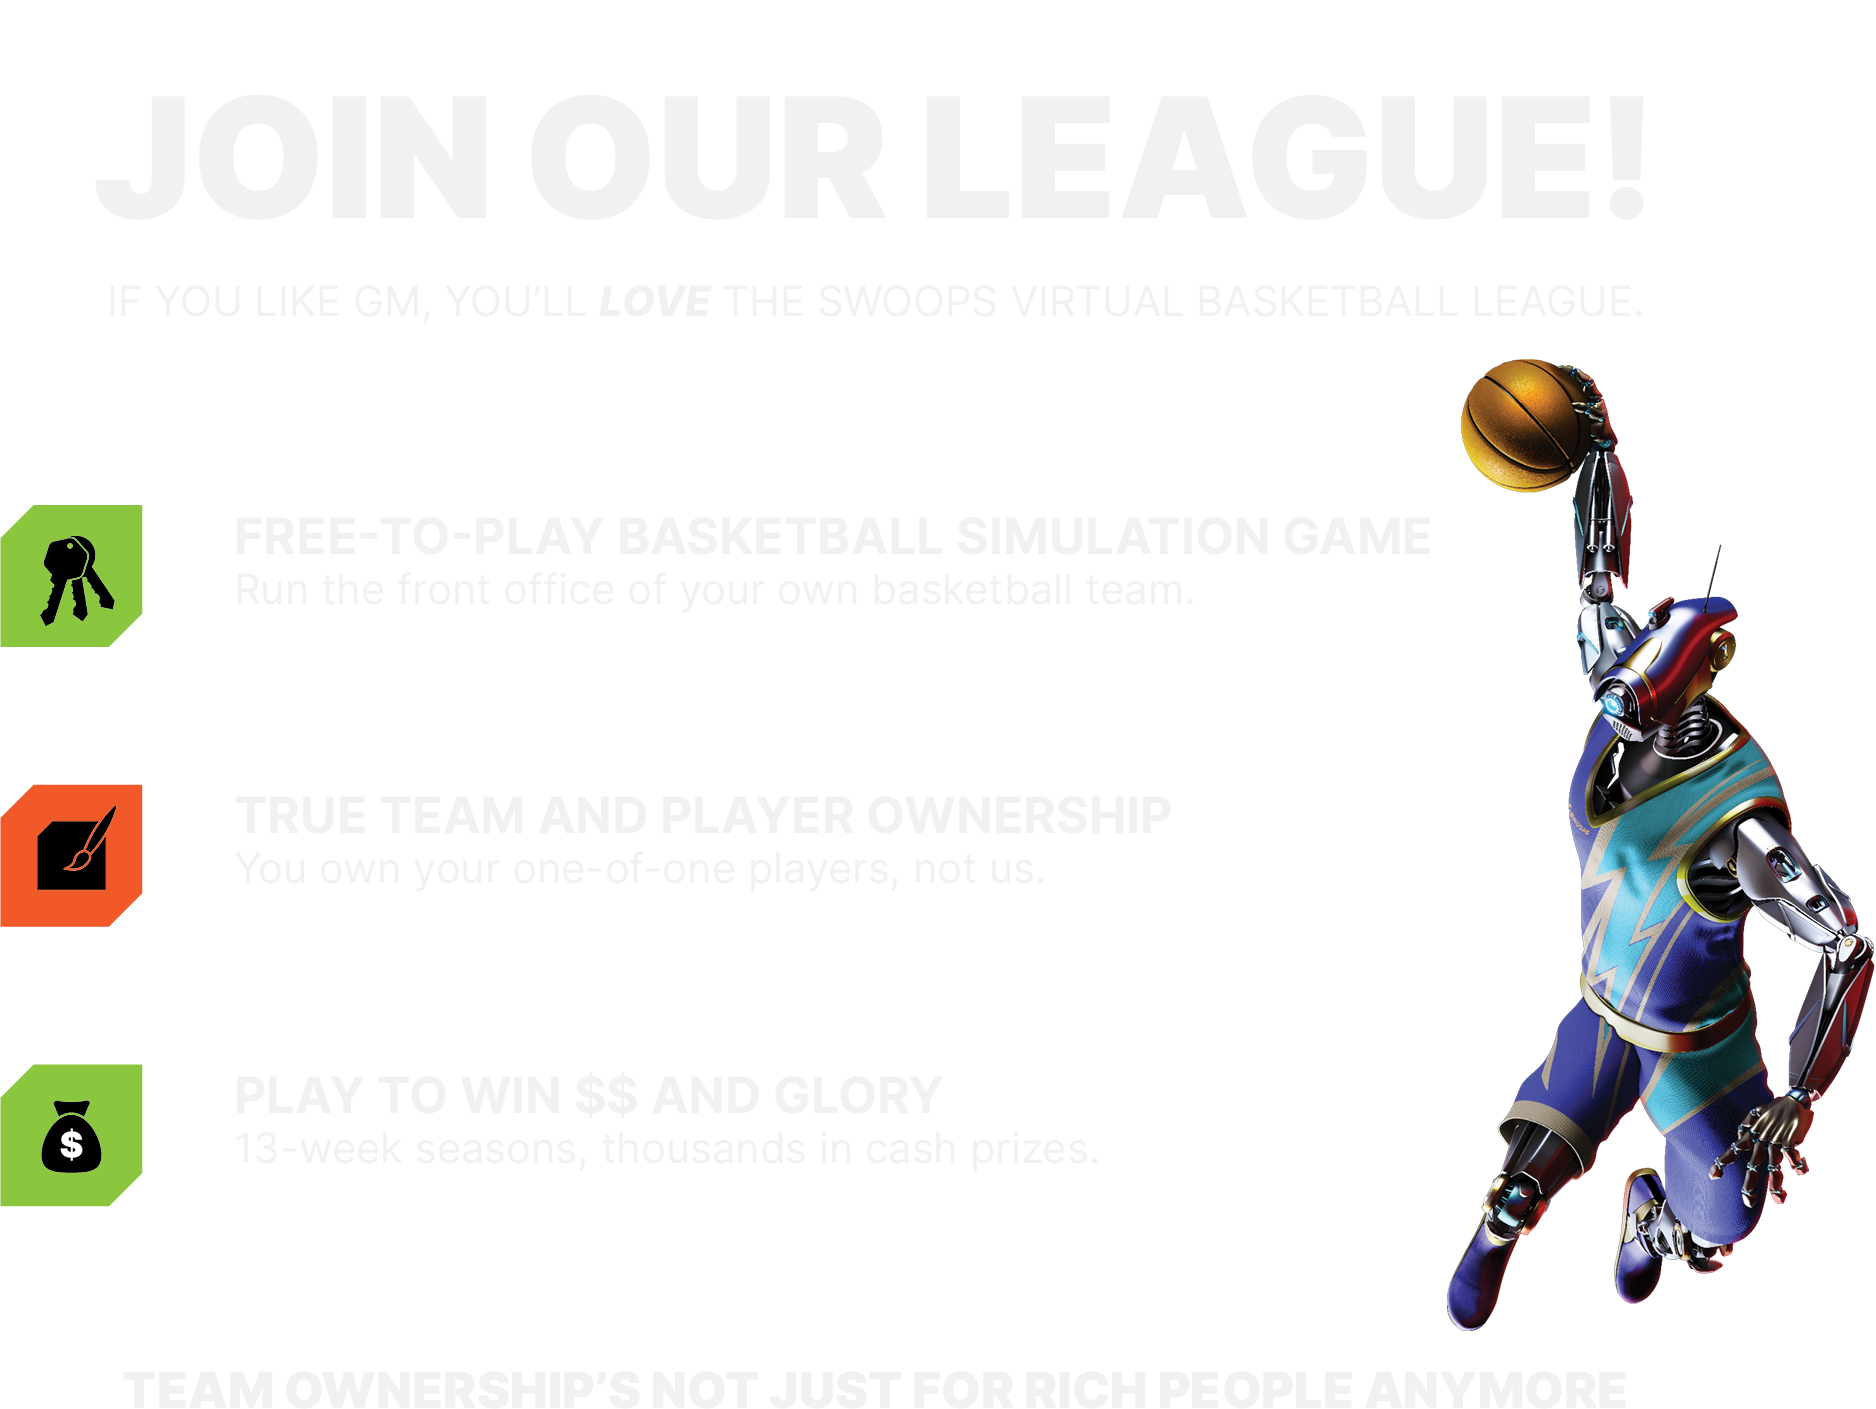 JOIN OUR LEAGUE!
IF YOU LIKE GM, YOU’LL LOVE THE SWOOPS VIRTUAL BASKETBALL LEAGUE.
FREE-TO-PLAY BASKETBALL SIMULATION GAME
Run the front office of your own basketball team.
TRUE TEAM AND PLAYER OWNERSHIP
You own your one-of-one players, not us.
$
PLAY TO WIN $$ AND GLORY
13-week seasons, thousands in cash prizes.
TEAM OWNERSHIP’S NOT JUST FOR RICH PEOPLE ANYMORE